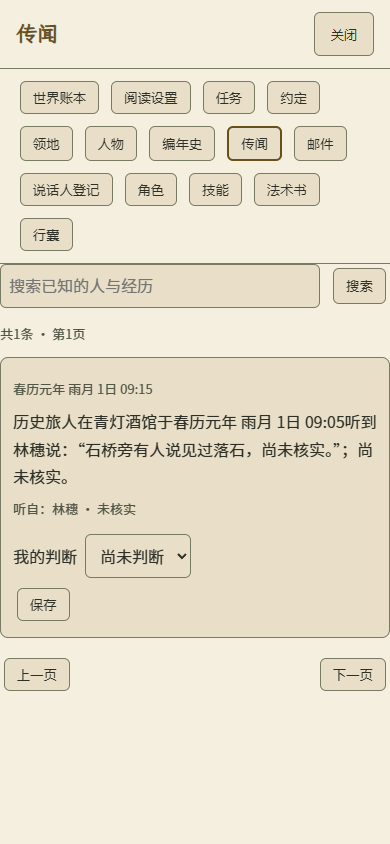 传闻
关闭
世界账本 阅读设置 任务 约定
领地 人物 编年史 传闻 邮件
说话人登记 角色 技能 法术书
行囊
搜索已知的人与经历 搜索
共1条 · 第1页
春历元年 雨月 1日 09:15
历史旅人在青灯酒馆于春历元年 雨月 1日 09:05听到
林穗说：“石桥旁有人说见过落石，尚未核实。”；尚
未核实。
听自：林穗 · 未核实
我的判断 尚未判断
保存
上一页 下一页